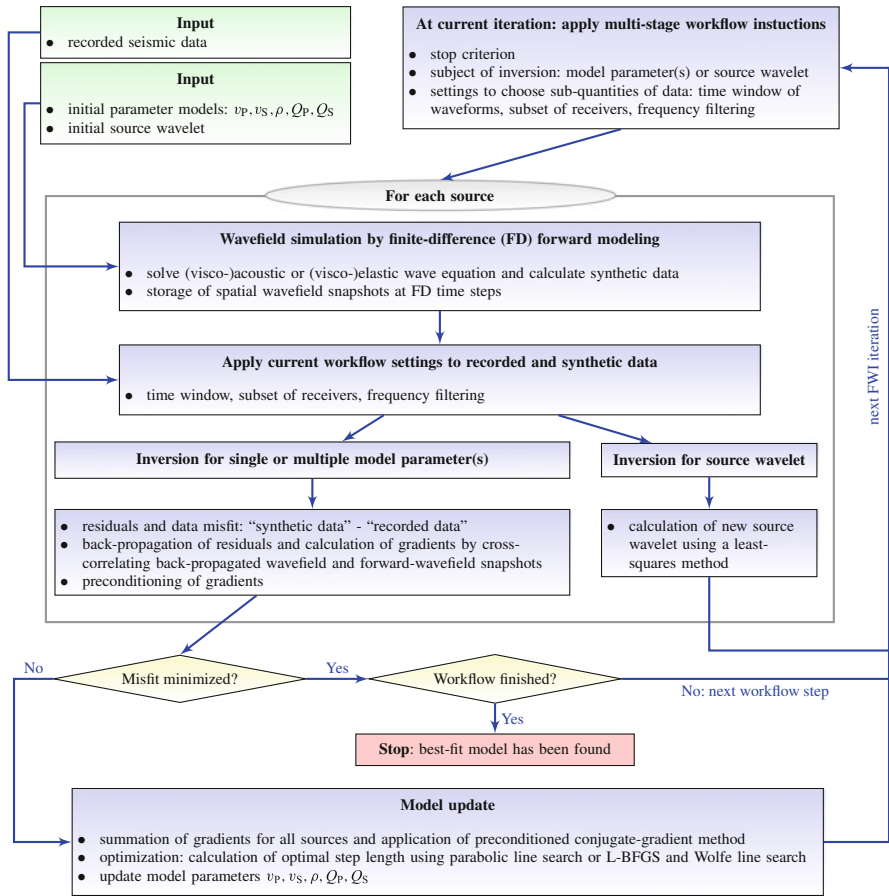 Input
● recorded seismic data
Input
● initial parameter models: vP, vS, ρ, QP, QS
● initial source wavelet
At current iteration: apply multi-stage workflow instuctions
● stop criterion
● subject of inversion: model parameter(s) or source wavelet
● settings to choose sub-quantities of data: time window of
waveforms, subset of receivers, frequency filtering
For each source
Wavefield simulation by finite-difference (FD) forward modeling
● solve (visco-)acoustic or (visco-)elastic wave equation and calculate synthetic data
● storage of spatial wavefield snapshots at FD time steps
Apply current workflow settings to recorded and synthetic data
● time window, subset of receivers, frequency filtering
Inversion for single or multiple model parameter(s)
● residuals and data misfit: “synthetic data” - “recorded data”
● back-propagation of residuals and calculation of gradients by cross-
correlating back-propagated wavefield and forward-wavefield snapshots
● preconditioning of gradients
Inversion for source wavelet
● calculation of new source
wavelet using a least-
squares method
next FWI iteration
No
Misfit minimized?
Yes
Workflow finished?
No: next workflow step
Yes
Stop: best-fit model has been found
Model update
● summation of gradients for all sources and application of preconditioned conjugate-gradient method
● optimization: calculation of optimal step length using parabolic line search or L-BFGS and Wolfe line search
● update model parameters vP, vS, ρ, QP, QS